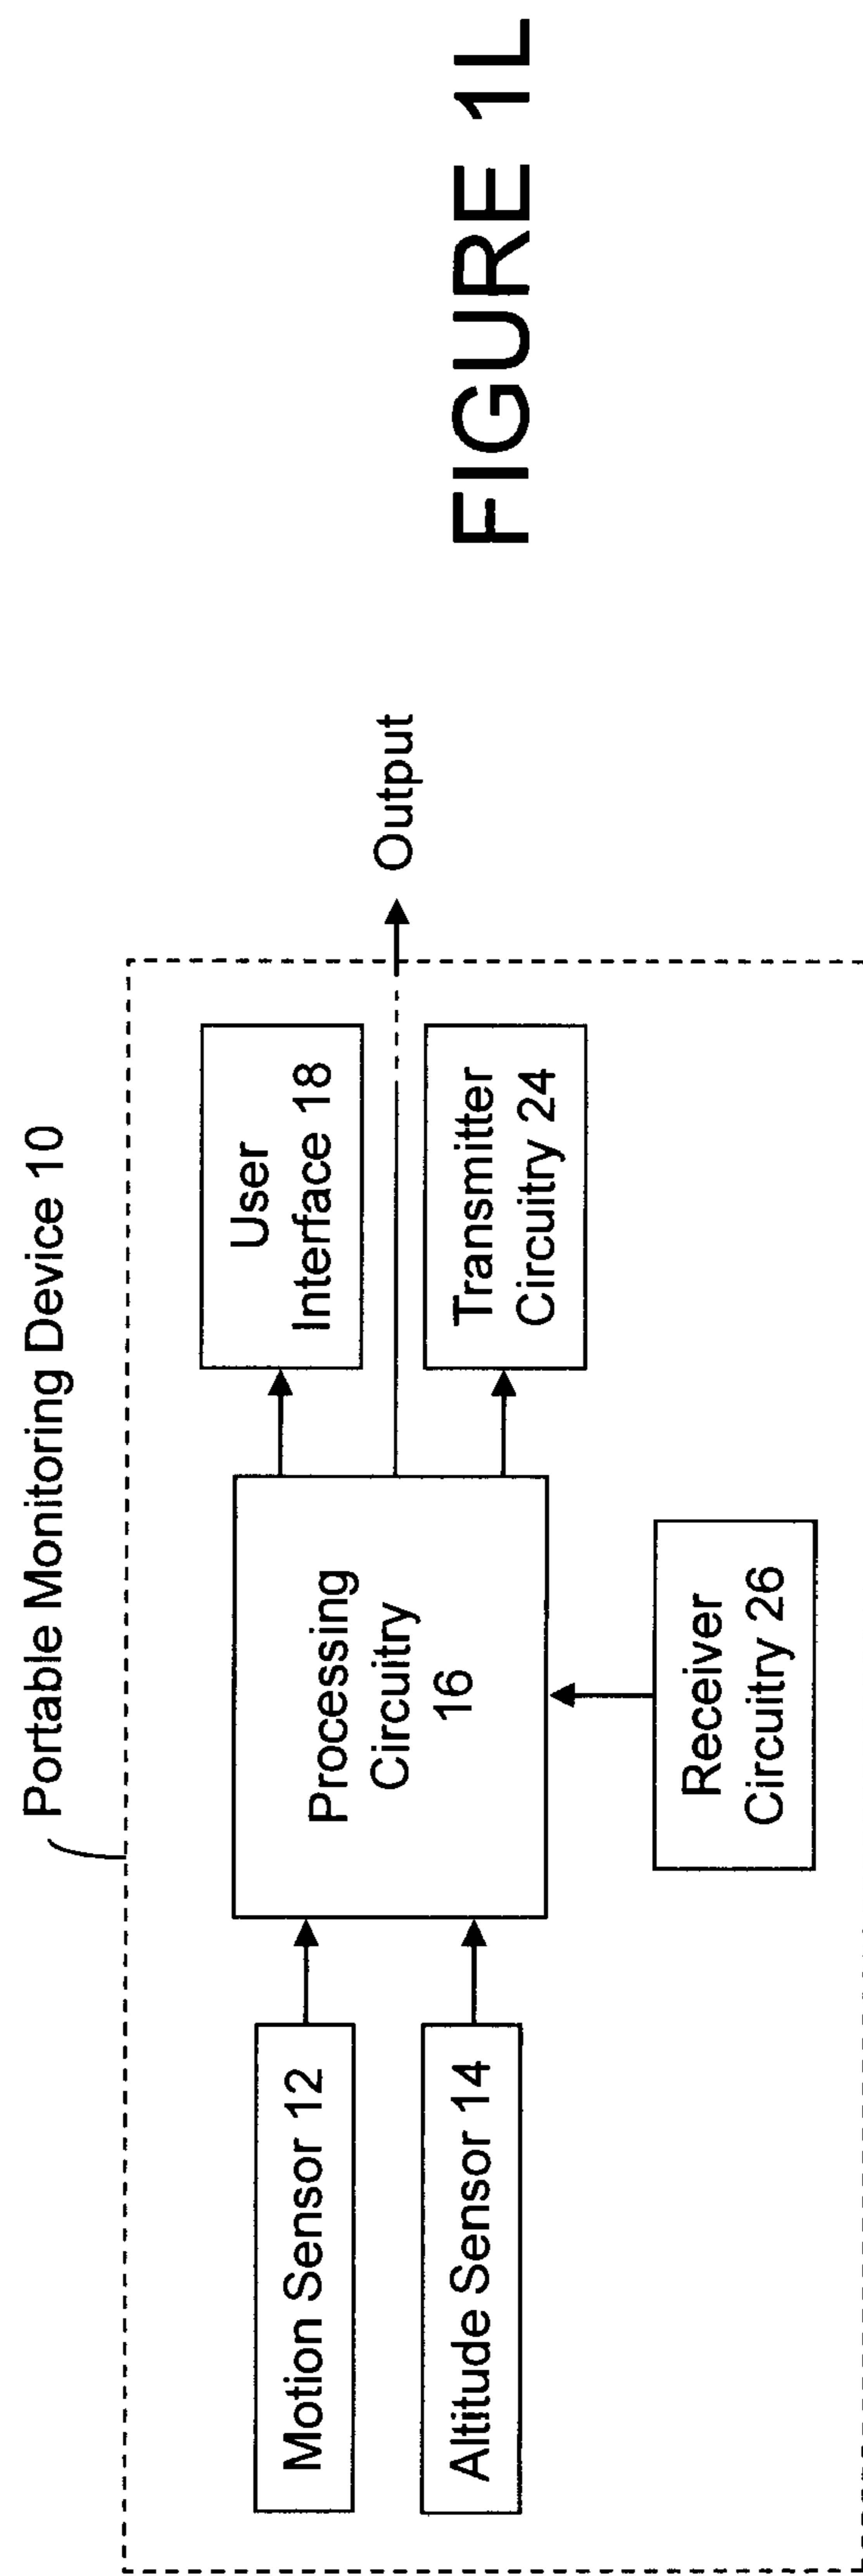 Portable Monitoring Device 10
Motion Sensor 12
Altitude Sensor 14
Processing
Circuitry
16
User
Interface 18
Output
Transmitter
Circuitry 24
Receiver
Circuitry 26
FIGURE 1L